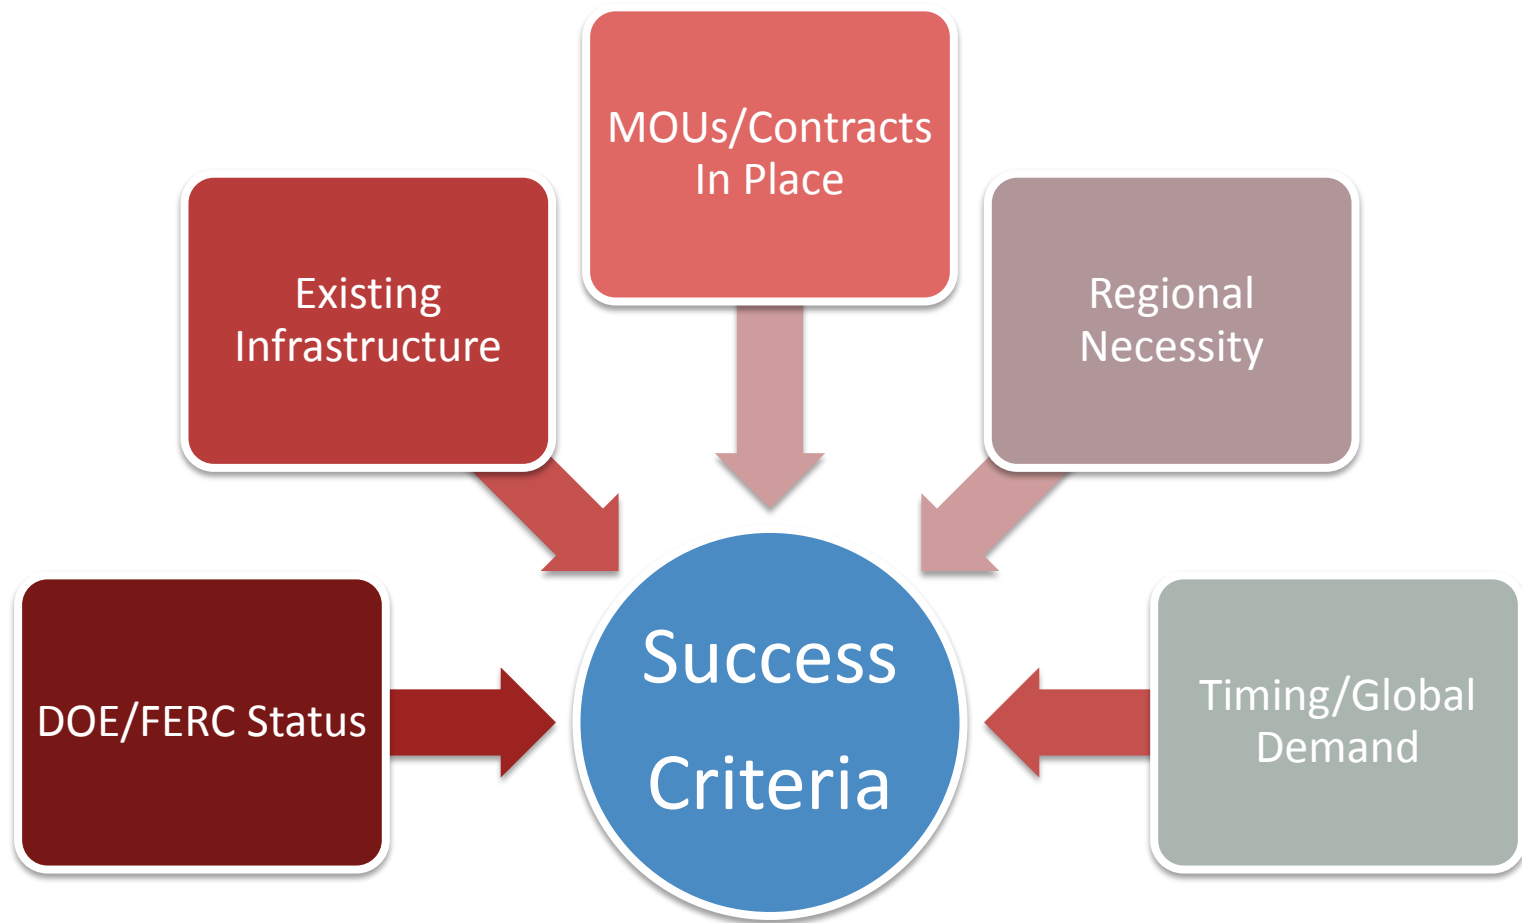 MOUs/Contracts
In Place
Existing
Infrastructure
Regional
Necessity
DOE/FERC Status
Success
Criteria
Timing/Global
Demand